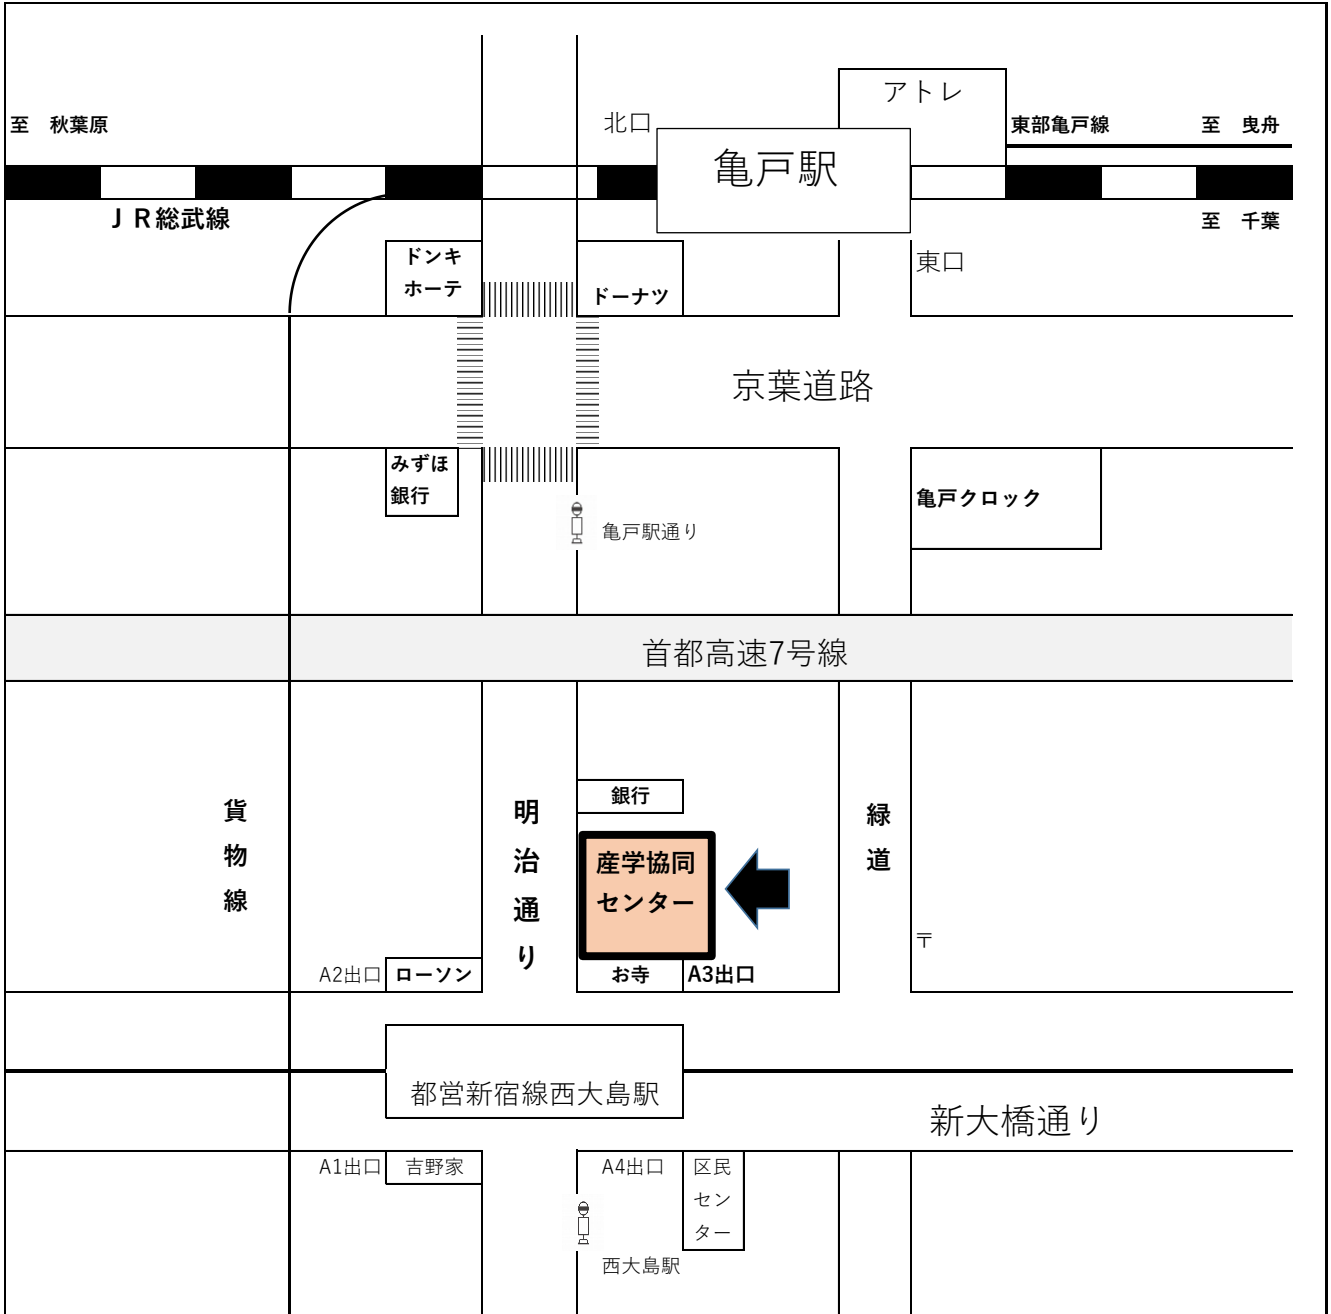 アトレ
至　秋葉原
北口
東部亀戸線
至　曳舟
亀戸駅
ＪＲ総武線
至　千葉
ドンキ
ホーテ
ドーナツ
東口
京葉道路
みずほ
銀行
亀戸クロック
亀戸駅通り
首都高速7号線
貨
物
線
明
治
通
り
銀行
産学協同
センター
緑
道
〒
A2出口
ローソン
お寺
A3出口
都営新宿線西大島駅
新大橋通り
A1出口
吉野家
A4出口
区民
セン
ター
西大島駅